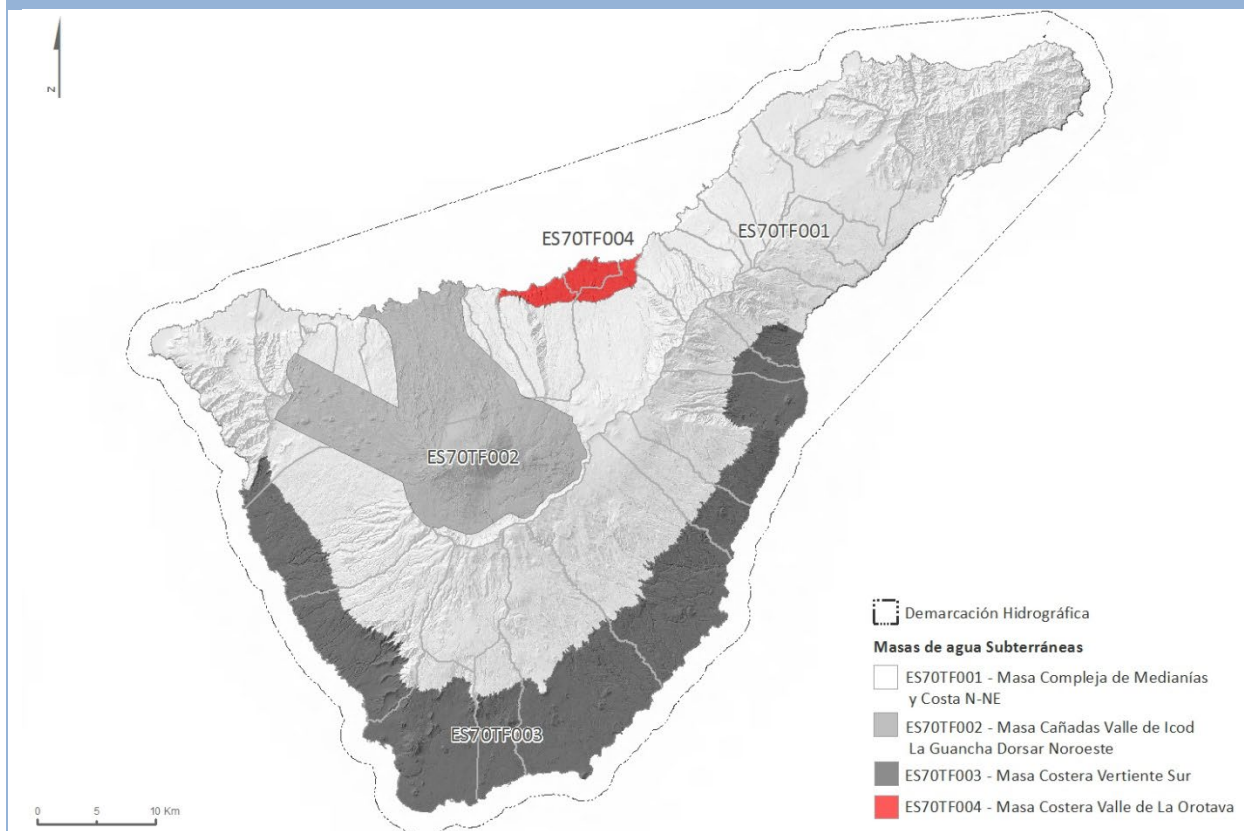 N
ES70TF004
ES70TF001
ES70TF002
ES70TF003
Demarcación Hidrográfica
Masas de agua Subterráneas
ES70TF001 - Masa Compleja de Medianías
y Costa N-NE
ES70TF002 - Masa Cañadas Valle de Icod
La Guancha Dorsar Noroeste
ES70TF003 - Masa Costera Vertiente Sur
ES70TF004 - Masa Costera Valle de La Orotava
0 5 10 Km